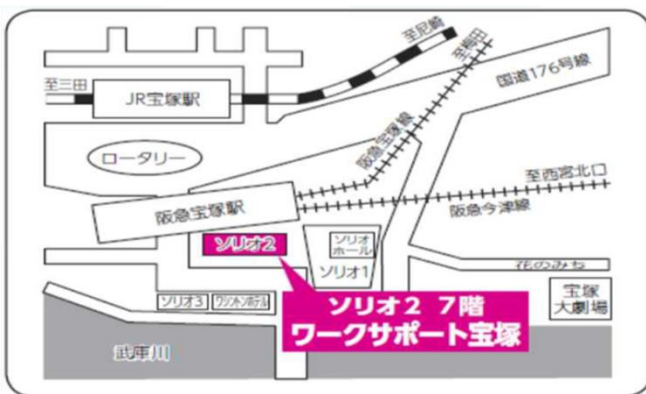 至尼崎
至梅田
国道176号線
至三田
JR宝塚駅
阪急宝塚線
ロータリー
至西宮北口
阪急宝塚駅
阪急今津線
ソリオ2
ソリオ
ホール
ソリオ1
花のみち
宝塚
大劇場
ソリオ3
ワシントンホテル
ソリオ2 7階
ワークサポート宝塚
武庫川